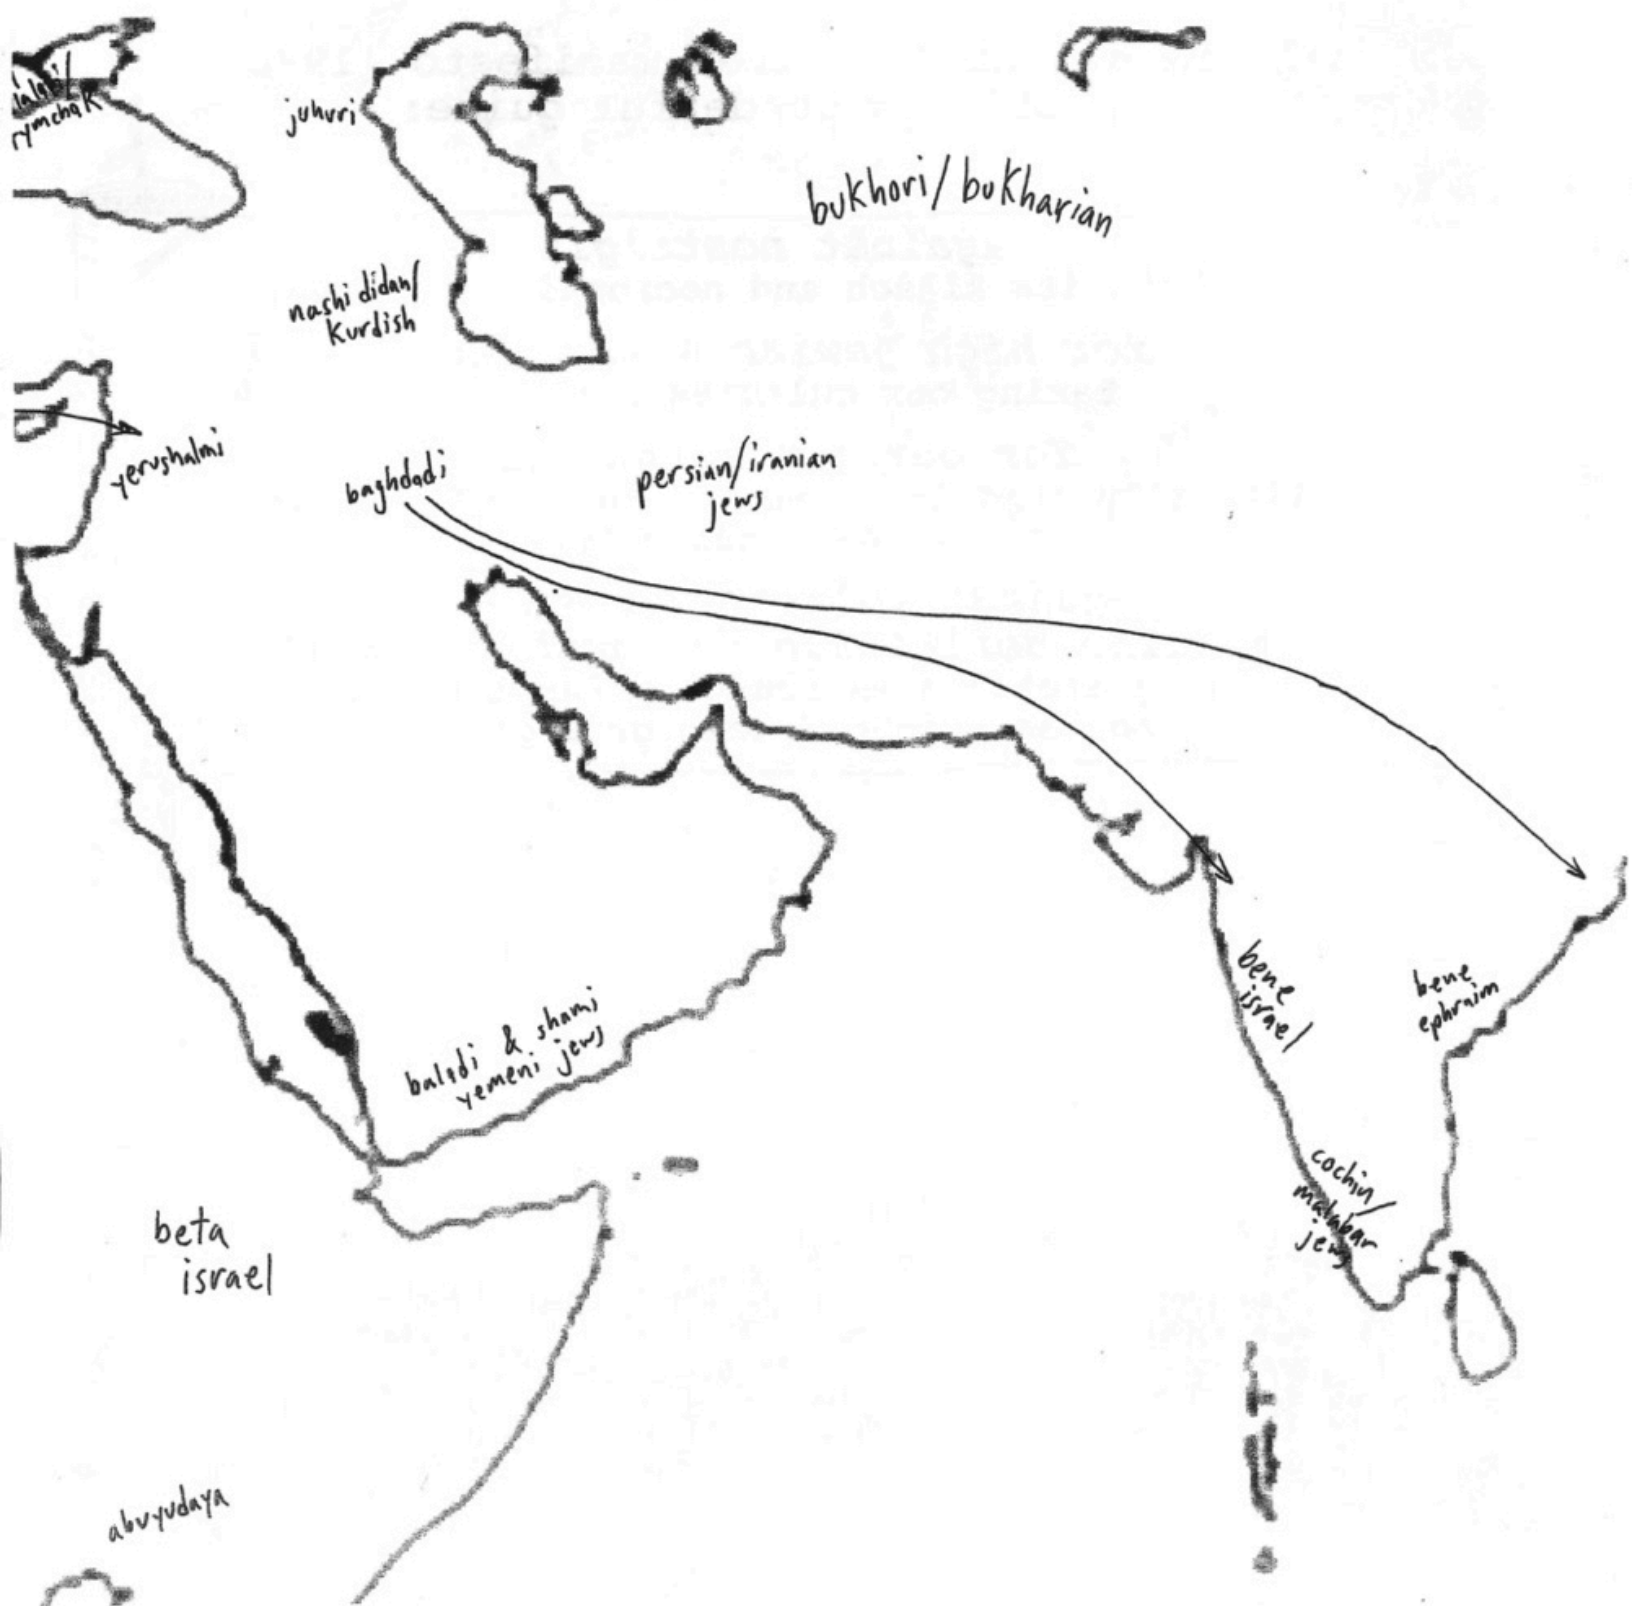 juhuri
bukhori/bukharian
nashi didan/
kurdish
yerushalmi
baghdadi
persian/iranian
jews
bene
israel
bene
ephraim
baladi & shami
yemeni jews
cochin/
malabar
jews
beta
israel
abuyudaya